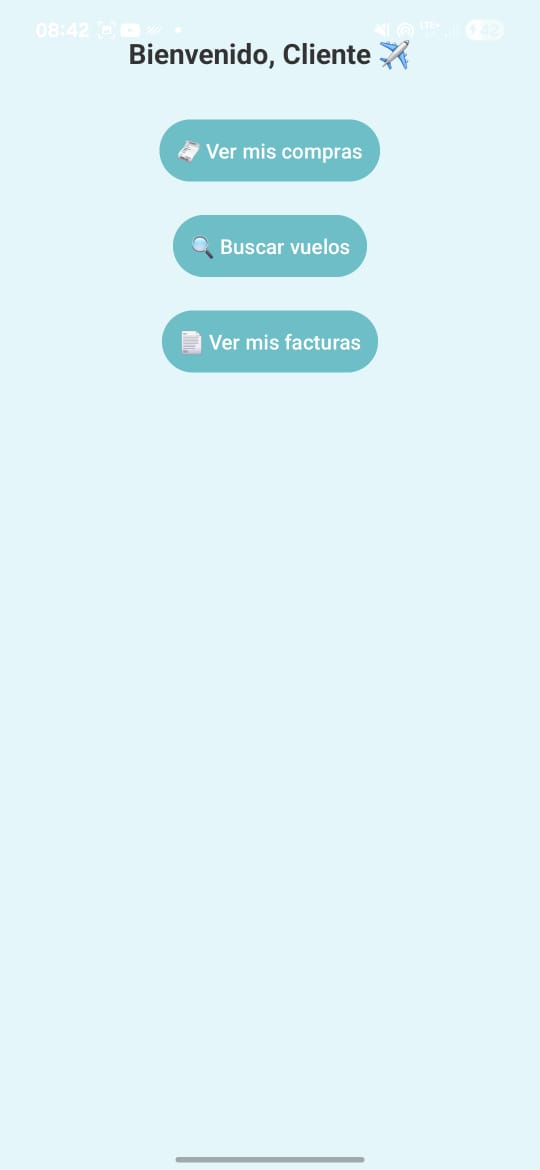 08:42
Bienvenido, Cliente ✈️
Ver mis compras
Buscar vuelos
Ver mis facturas